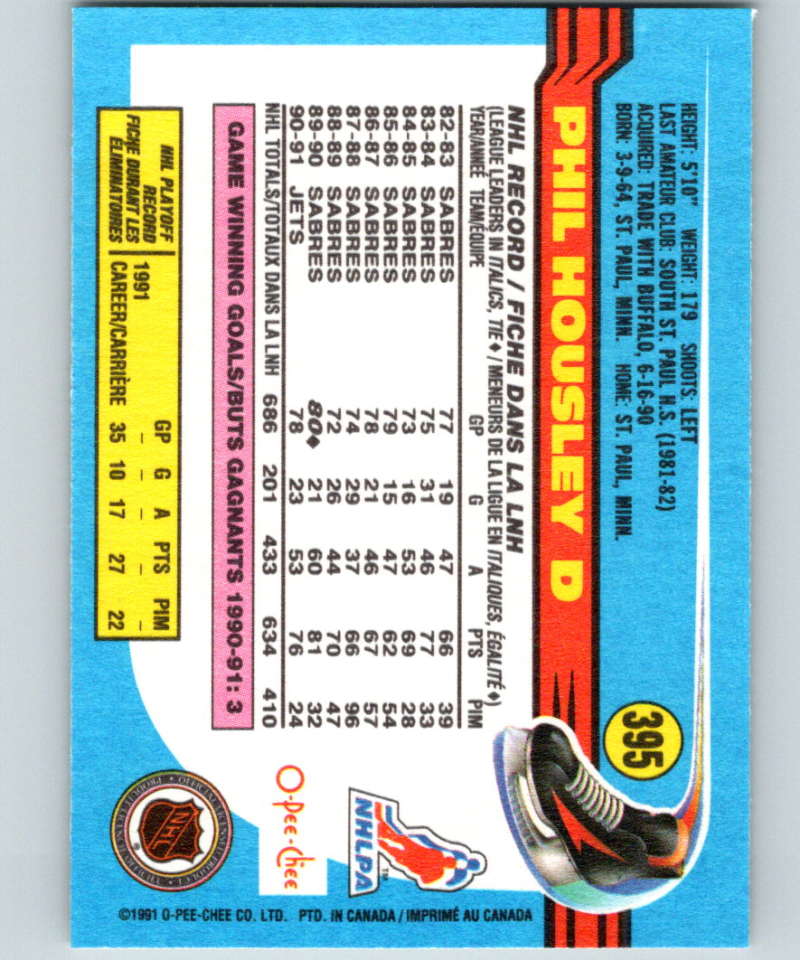 HEIGHT: 5'10" WEIGHT: 179 SHOOTS: LEFT
LAST AMATEUR CLUB: SOUTH ST. PAUL H.S. (1981-82)
ACQUIRED: TRADE WITH BUFFALO, 6-16-90
BORN: 3-9-64, ST. PAUL, MINN. HOME: ST. PAUL, MINN.
395
PHIL HOUSLEY D
NHL RECORD / FICHE DANS LA LNH
(LEAGUE LEADERS IN ITALICS, TIE ♦ / MENEURS DE LA LIGUE EN ITALIQUES, ÉGALITÉ ♦)
YEAR/ANNÉE TEAM/ÉQUIPE GP G A PTS PIM
82-83 SABRES 77 19 47 66 39
83-84 SABRES 75 31 46 77 33
84-85 SABRES 73 16 53 69 28
85-86 SABRES 79 15 47 62 54
86-87 SABRES 78 21 46 67 57
87-88 SABRES 74 29 37 66 96
88-89 SABRES 72 26 44 70 47
89-90 SABRES 80♦ 21 60 81 32
90-91 JETS 78 23 53 76 24
NHL TOTALS/TOTAUX DANS LA LNH 686 201 433 634 410
GAME WINNING GOALS/BUTS GAGNANTS 1990-91: 3
NHL PLAYOFF RECORD
FICHE DURANT LES ÉLIMINATOIRES
GP G A PTS PIM
1991 – – – – –
CAREER/CARRIÈRE 35 10 17 27 22
NHLPA TM
O-Pee-Chee
NHL ®
©1991 O-PEE-CHEE CO. LTD. PTD. IN CANADA / IMPRIMÉ AU CANADA